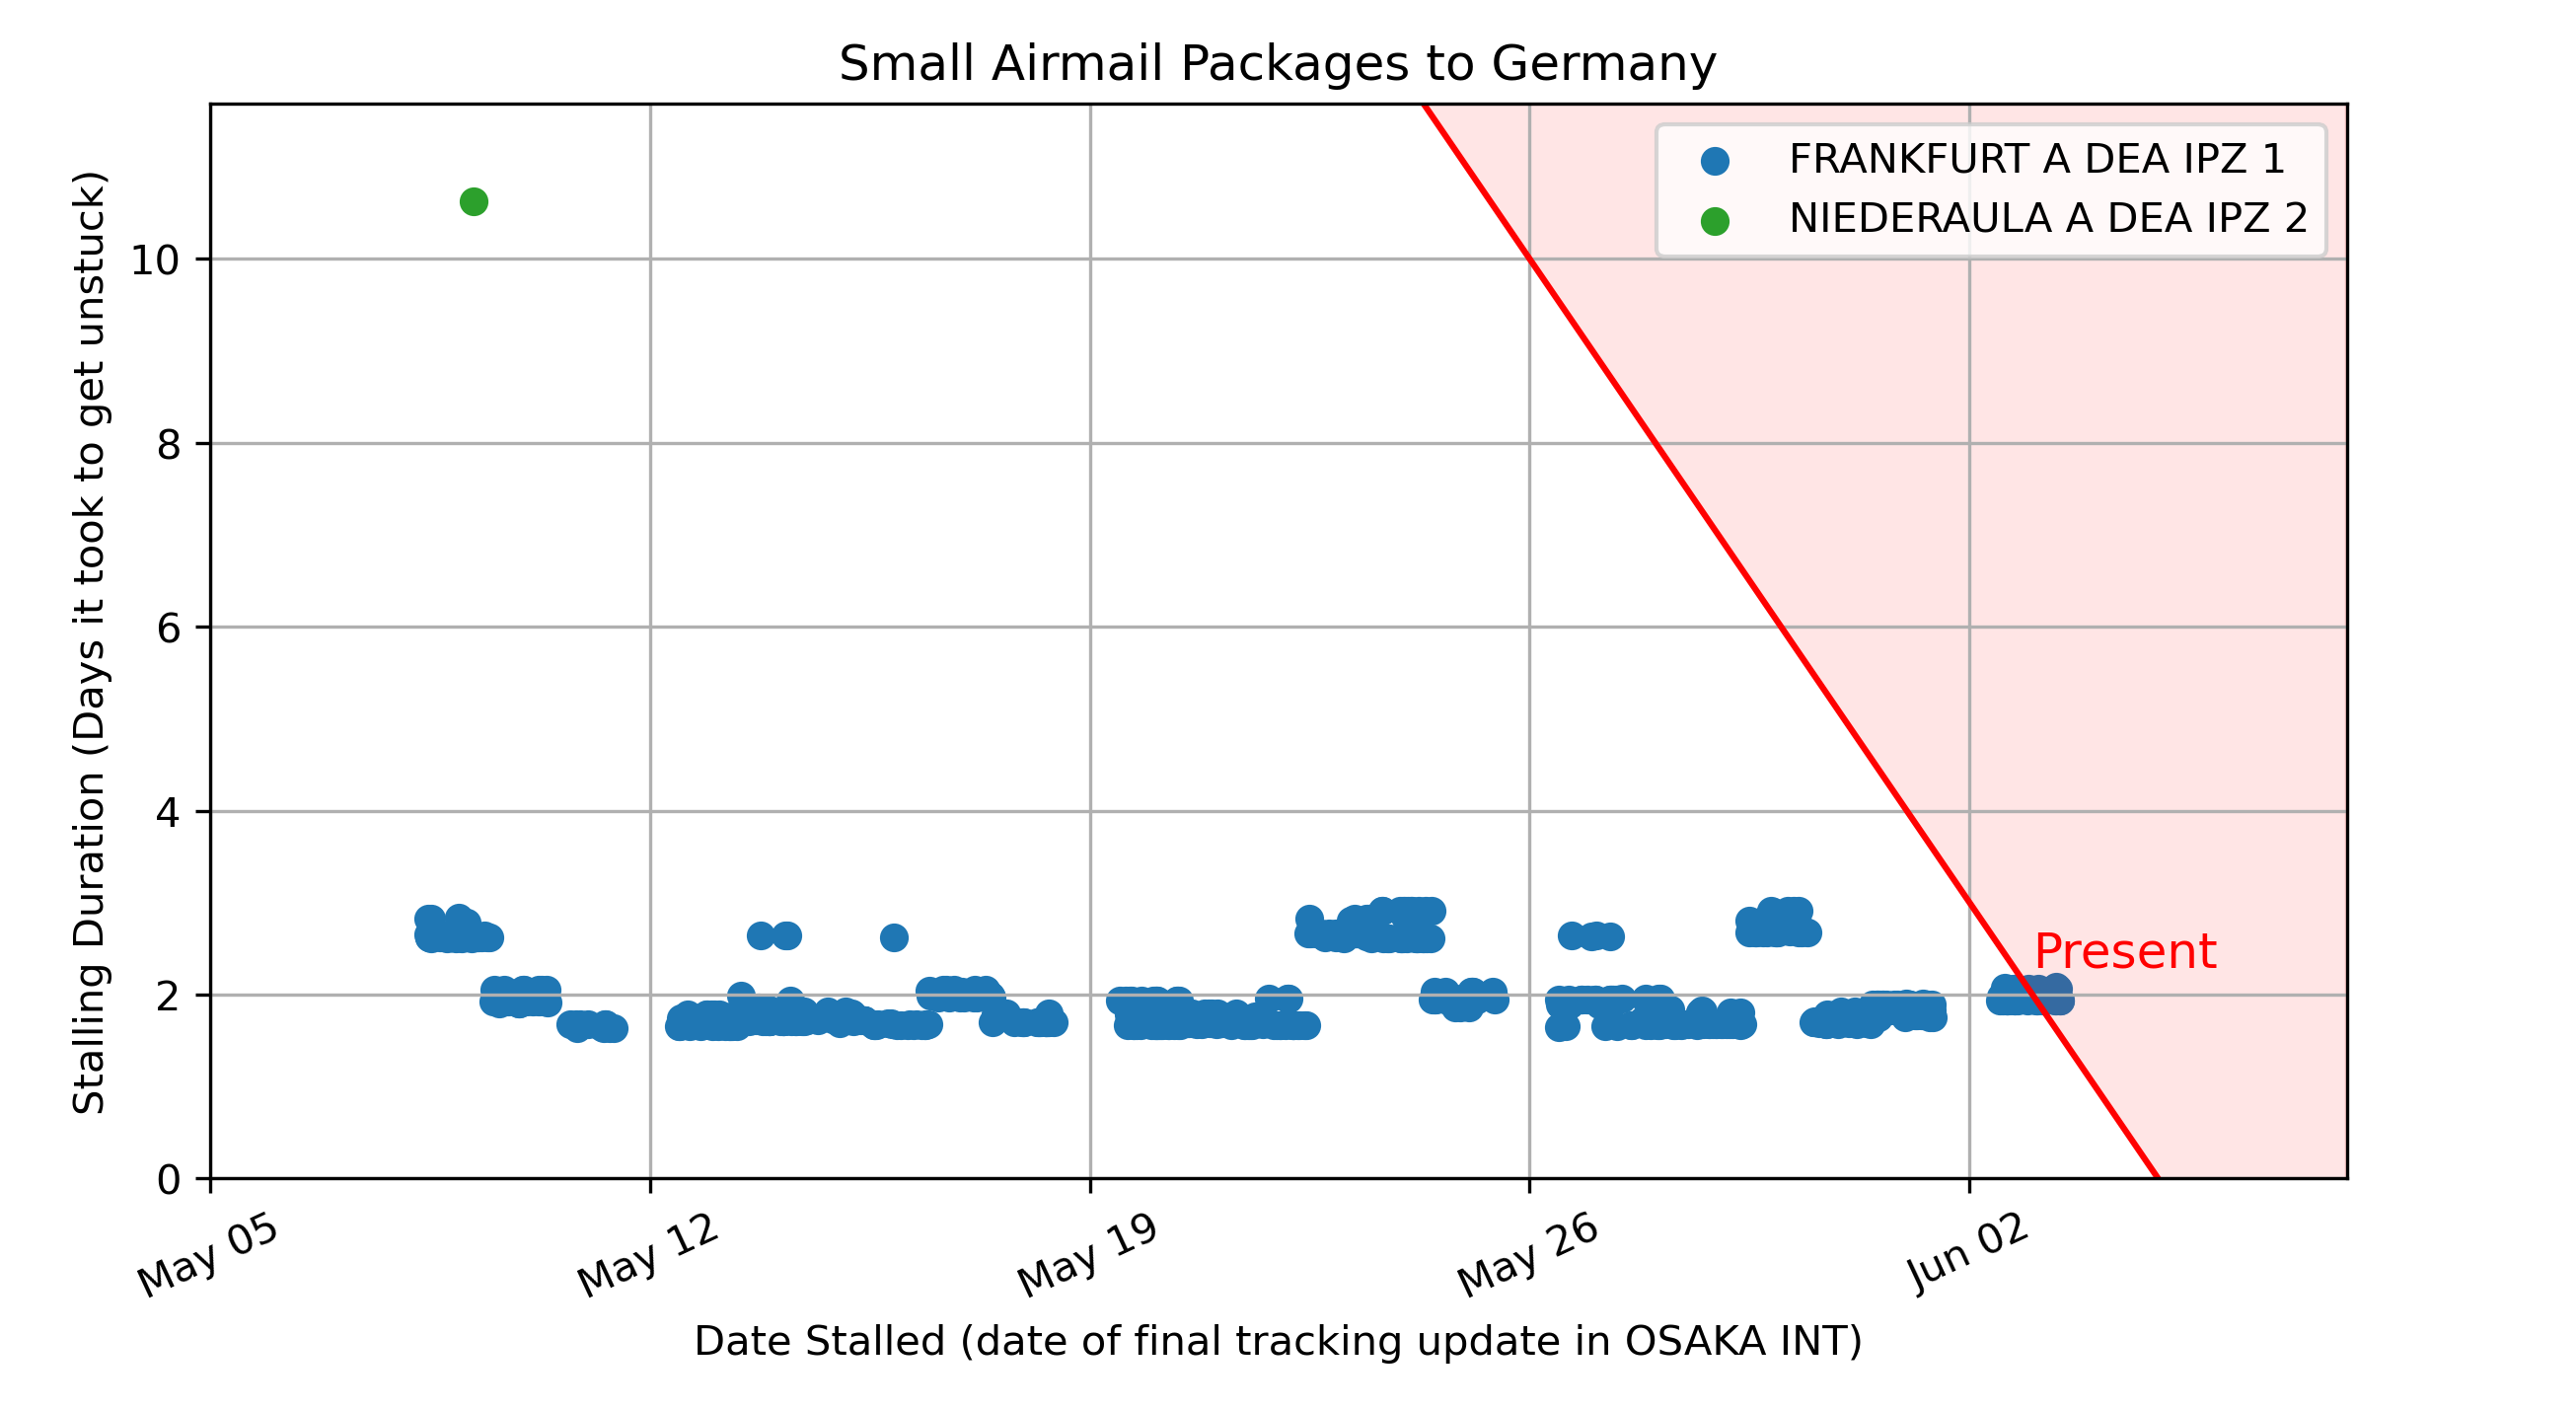 Small Airmail Packages to Germany
FRANKFURT A DEA IPZ 1
NIEDERAULA A DEA IPZ 2
Stalling Duration (Days it took to get unstuck)
10
8
6
4
2
0
Present
May 05
May 12
May 19
May 26
Jun 02
Date Stalled (date of final tracking update in OSAKA INT)